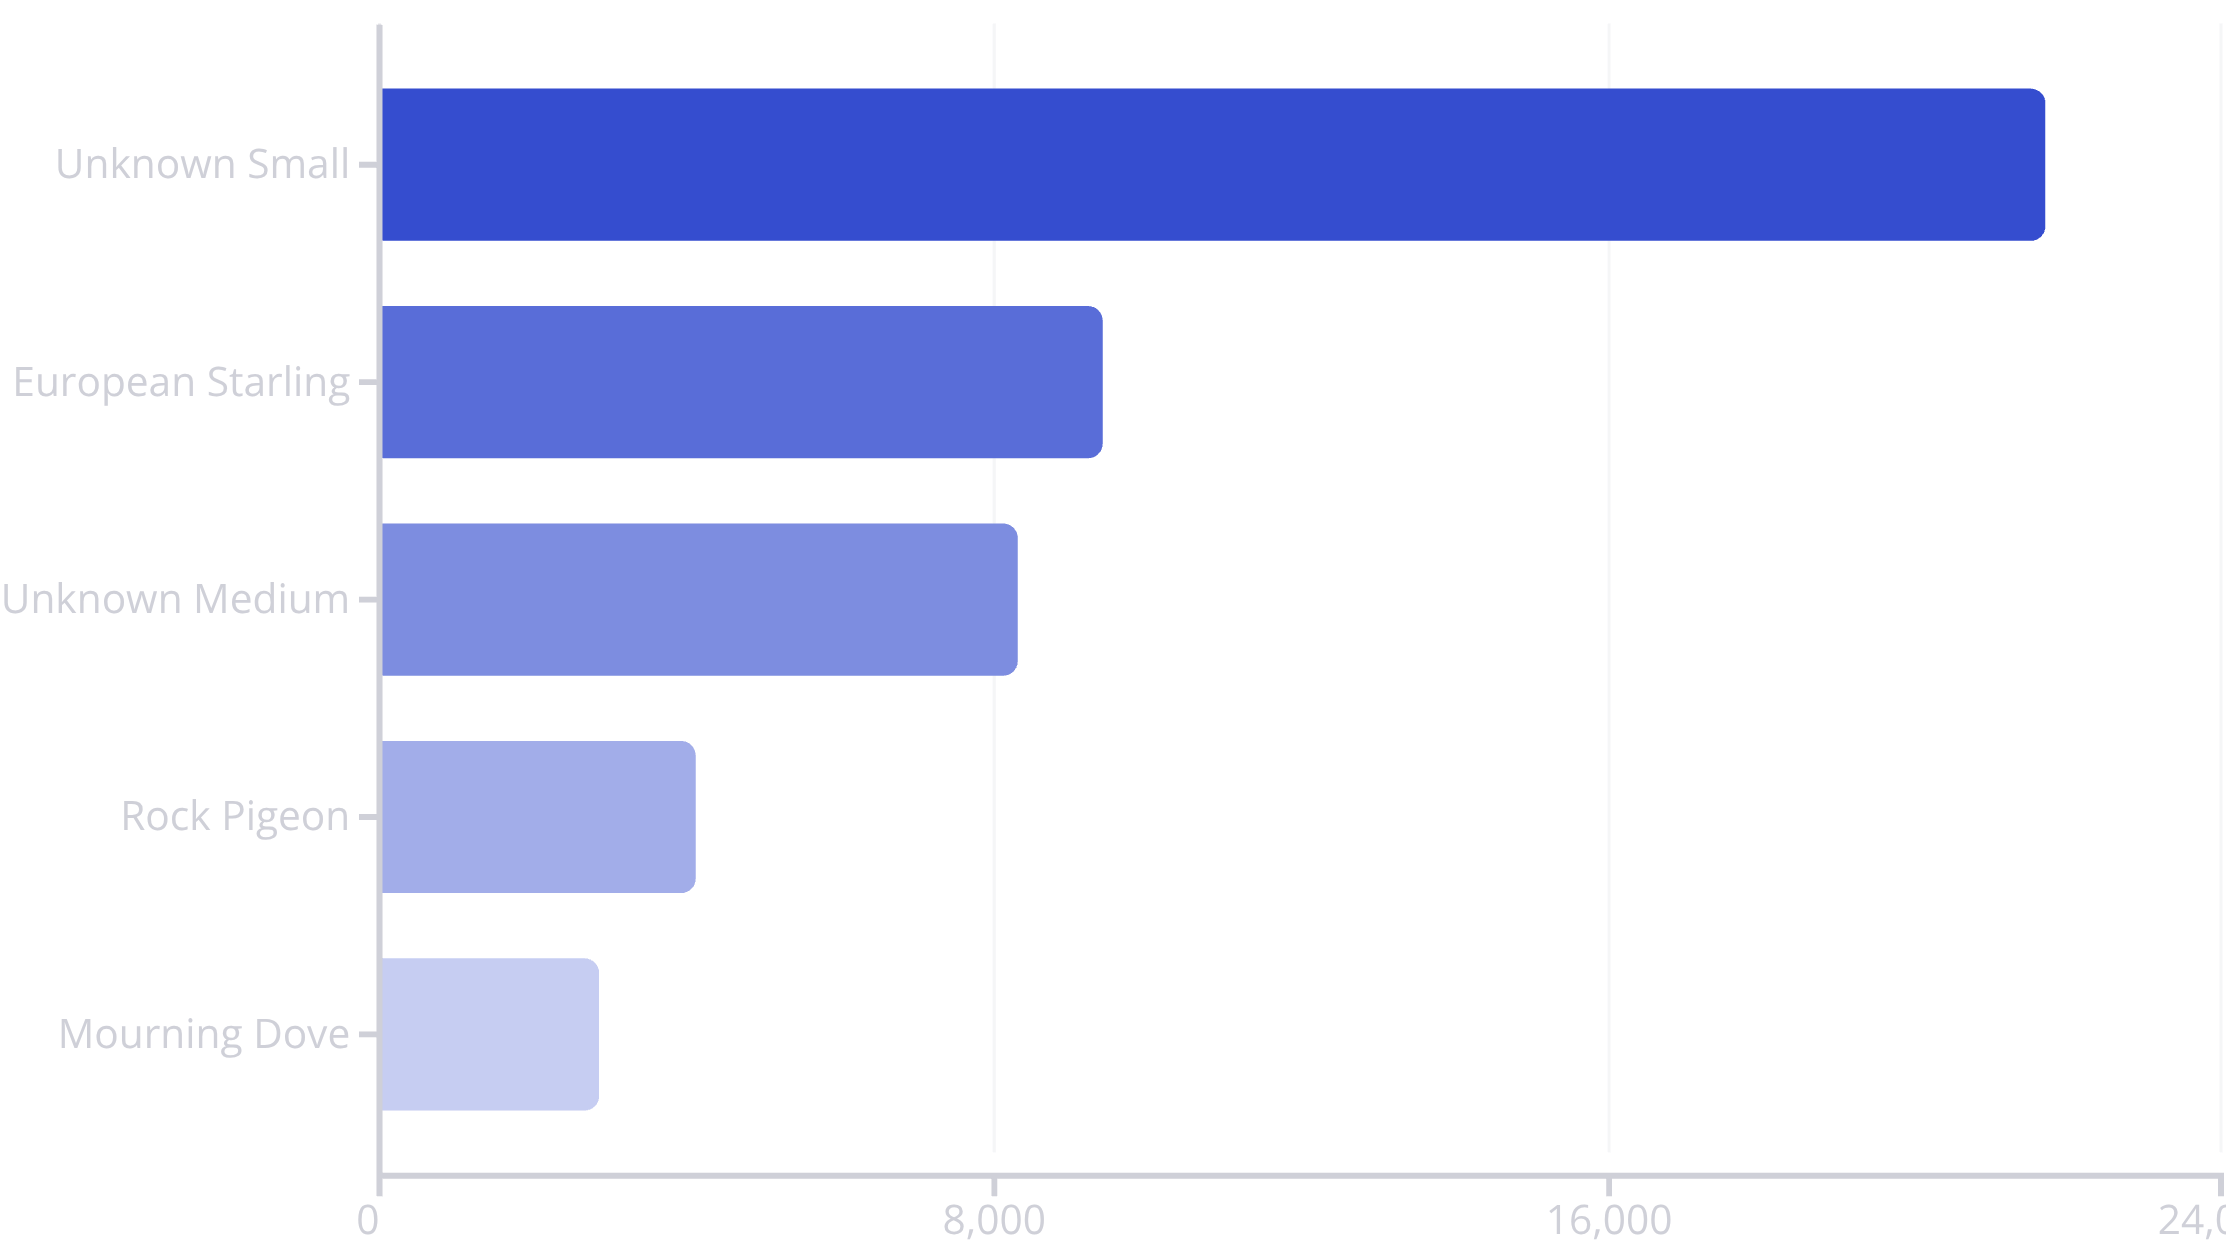 Unknown Small
European Starling
Unknown Medium
Rock Pigeon
Mourning Dove
0 8,000 16,000